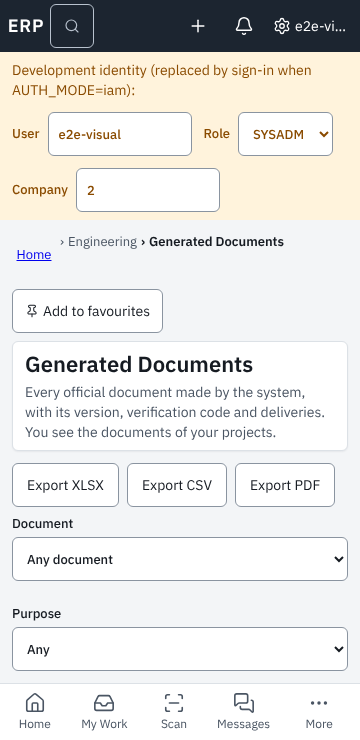 ERP
e2e-vi...
Development identity (replaced by sign-in when
AUTH_MODE=iam):
User e2e-visual Role SYSADM
Company 2
Home › Engineering › Generated Documents
Add to favourites
Generated Documents
Every official document made by the system,
with its version, verification code and deliveries.
You see the documents of your projects.
Export XLSX Export CSV Export PDF
Document
Any document
Purpose
Any
Home My Work Scan Messages More